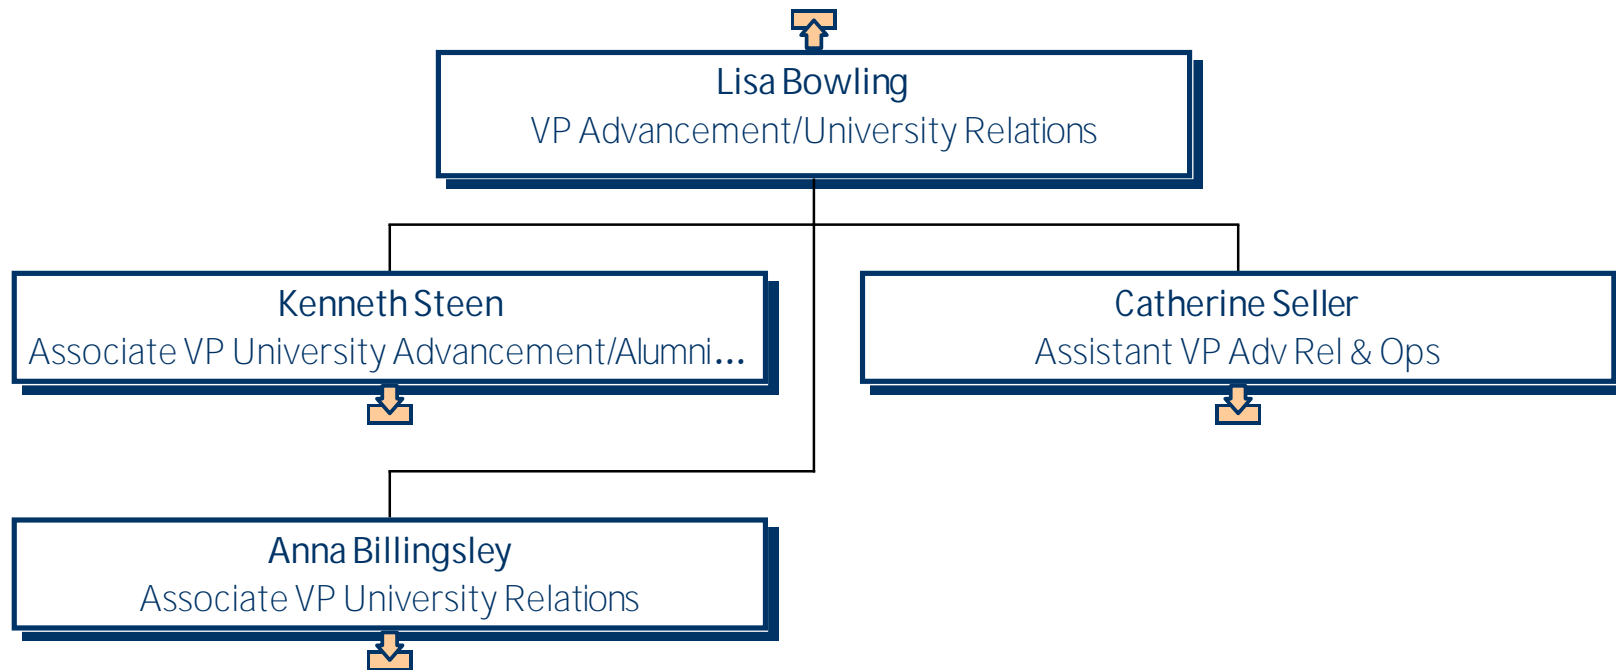 Lisa Bowling
VP Advancement/University Relations
Kenneth Steen
Associate VP University Advancement/Alumni...
Catherine Seller
Assistant VP Adv Rel & Ops
Anna Billingsley
Associate VP University Relations